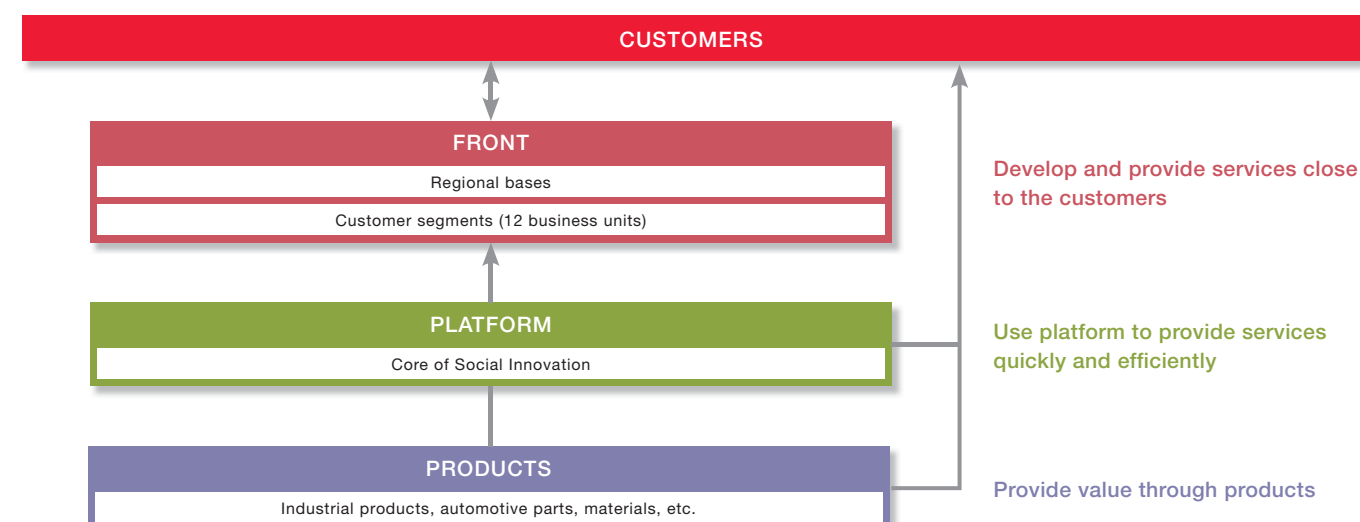 CUSTOMERS
FRONT
Regional bases
Customer segments (12 business units)
Develop and provide services close
to the customers
PLATFORM
Core of Social Innovation
Use platform to provide services
quickly and efficiently
PRODUCTS
Industrial products, automotive parts, materials, etc.
Provide value through products